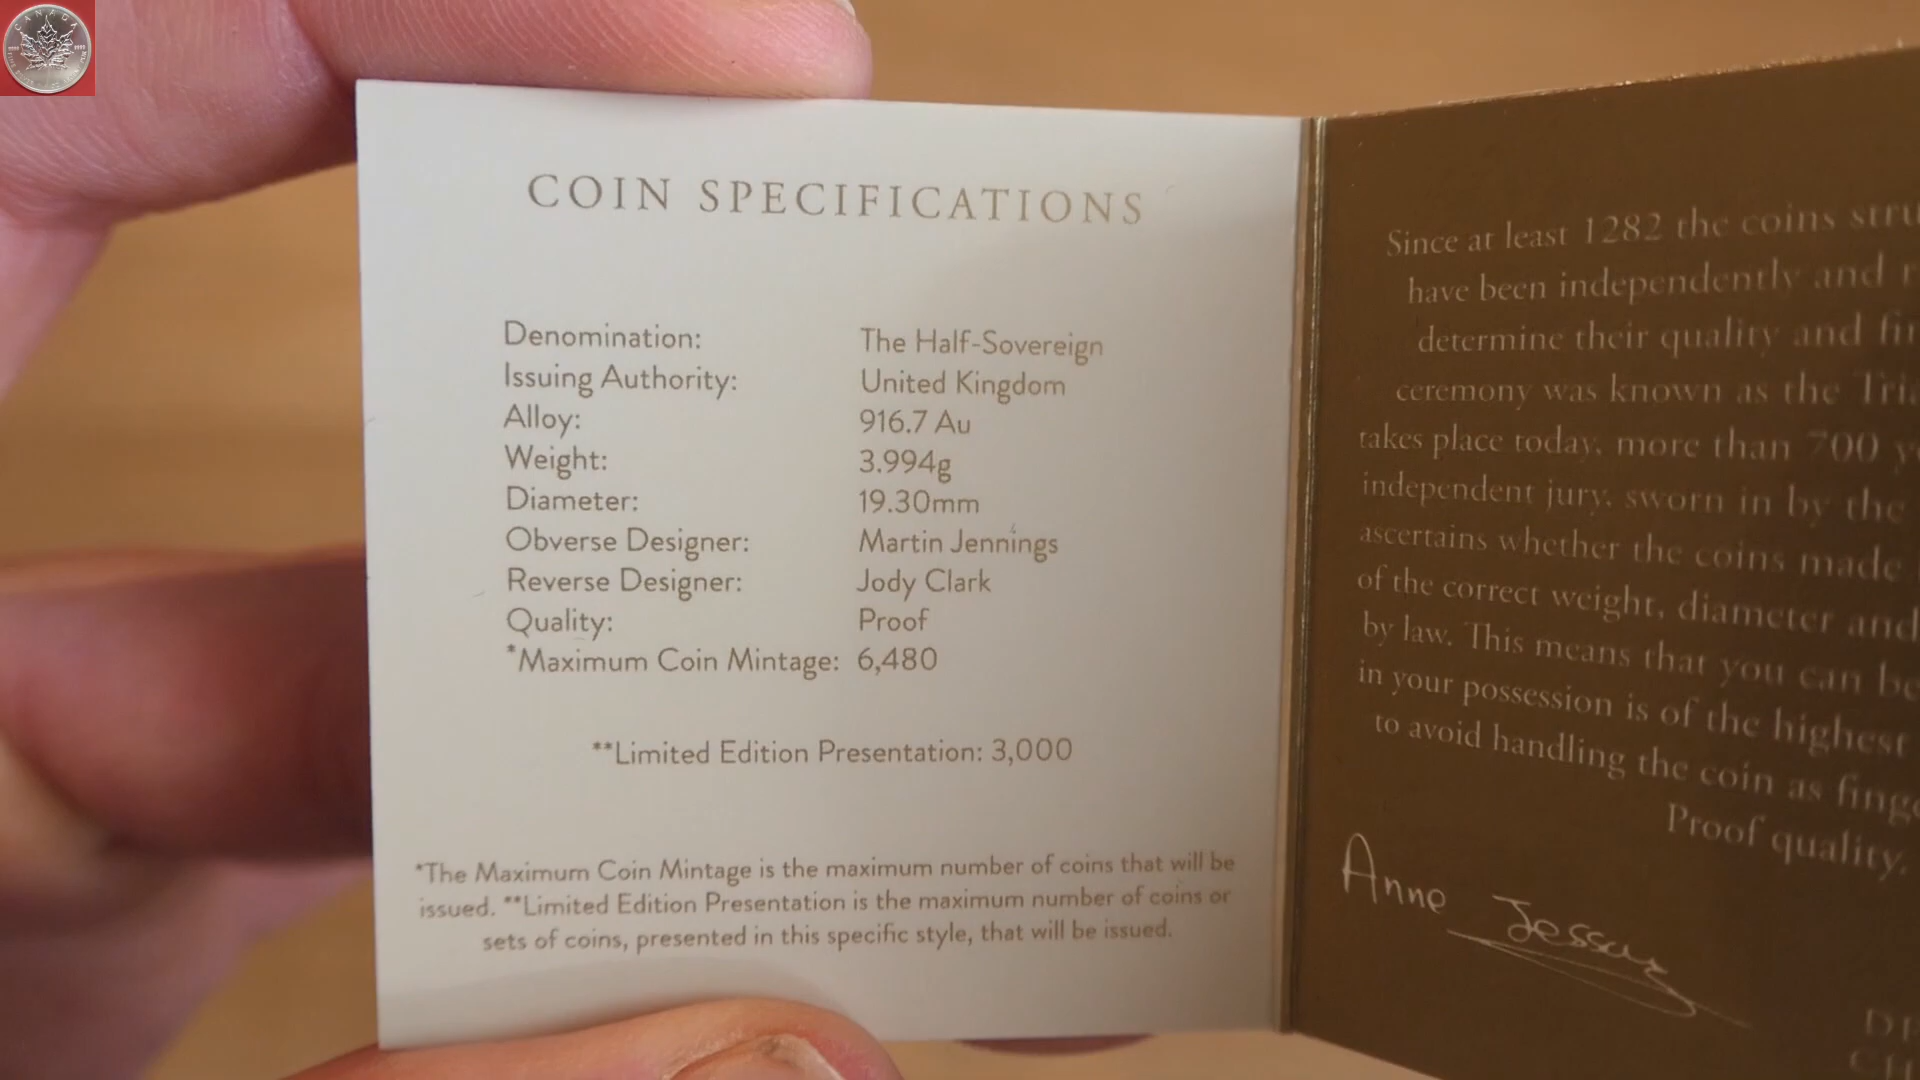 CANADA
COIN SPECIFICATIONS
Denomination: The Half-Sovereign
Issuing Authority: United Kingdom
Alloy: 916.7 Au
Weight: 3.994g
Diameter: 19.30mm
Obverse Designer: Martin Jennings
Reverse Designer: Jody Clark
Quality: Proof
*Maximum Coin Mintage: 6,480
**Limited Edition Presentation: 3,000
*The Maximum Coin Mintage is the maximum number of coins that will be
issued. **Limited Edition Presentation is the maximum number of coins or
sets of coins, presented in this specific style, that will be issued.
Since at least 1282 the coins
have been independently and
determine their quality and
ceremony was known as the
takes place today, more than 700
independent jury, sworn in by the
ascertains whether the coins made
of the correct weight, diameter and
by law. This means that you can be
in your possession is of the highest
to avoid handling the coin as
Proof quality.
Anne Jessop